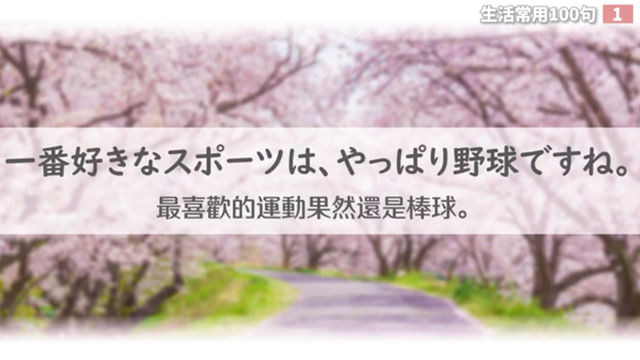 生活常用100句 1
一番好きなスポーツは、やっぱり野球ですね。
最喜歡的運動果然還是棒球。